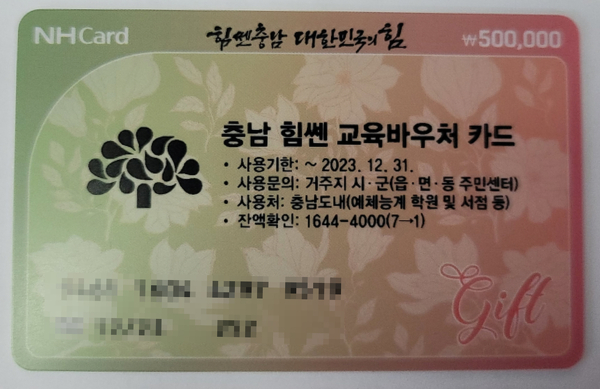 NH Card
힘쎈충남 대한민국의 힘
₩500,000
충남 힘쎈 교육바우처 카드
• 사용기한: ~ 2023. 12. 31.
• 사용문의: 거주지 시·군(읍·면·동 주민센터)
• 사용처: 충남도내(예체능계 학원 및 서점 등)
• 잔액확인: 1644-4000(7→1)
Gift